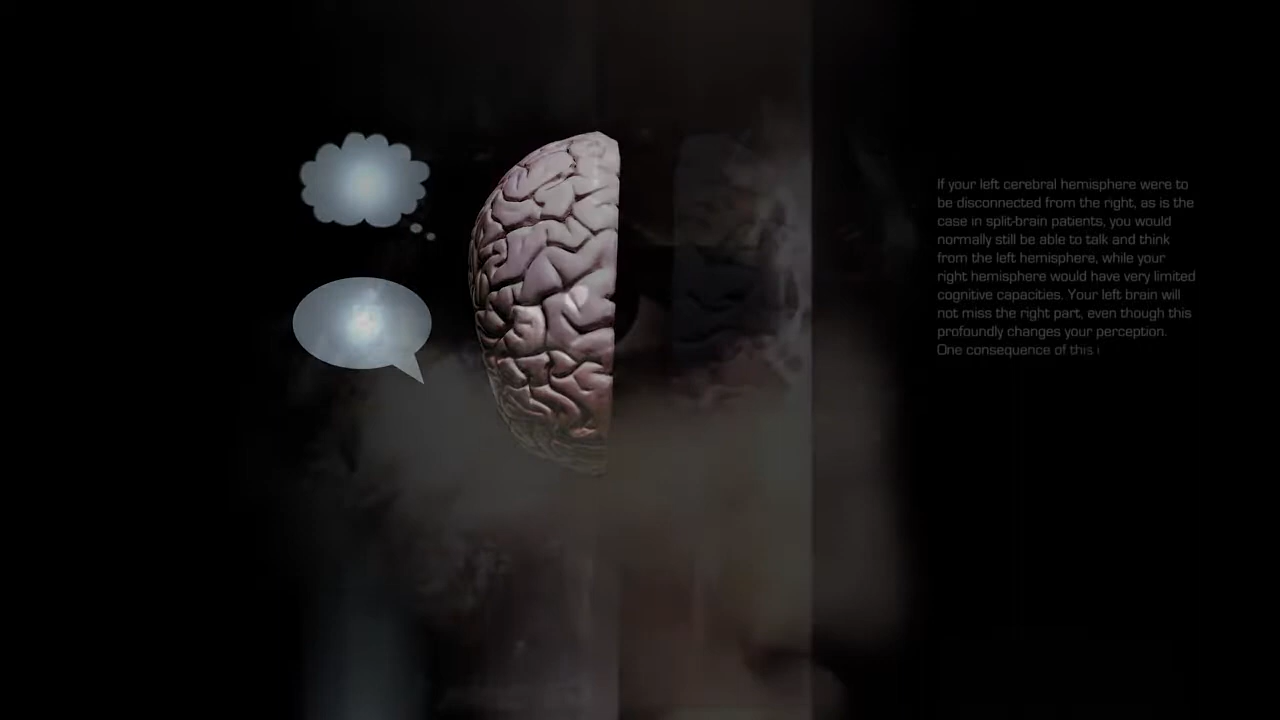 If your left cerebral hemisphere were to
be disconnected from the right, as is the
case in split-brain patients, you would
normally still be able to talk and think
from the left hemisphere, while your
right hemisphere would have very limited
cognitive capacities. Your left brain will
not miss the right part, even though this
profoundly changes your perception.
One consequence of this